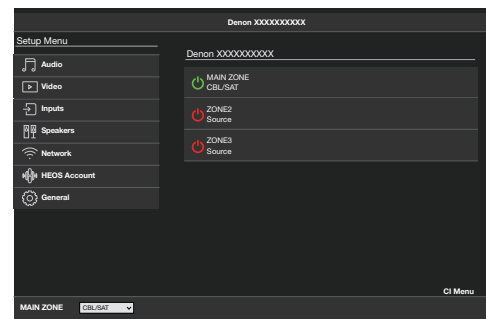 Denon XXXXXXXXXX
Setup Menu
Audio
Video
Inputs
Speakers
Network
HEOS Account
General
Denon XXXXXXXXXX
MAIN ZONE
CBL/SAT
ZONE2
Source
ZONE3
Source
CI Menu
MAIN ZONE CBL/SAT